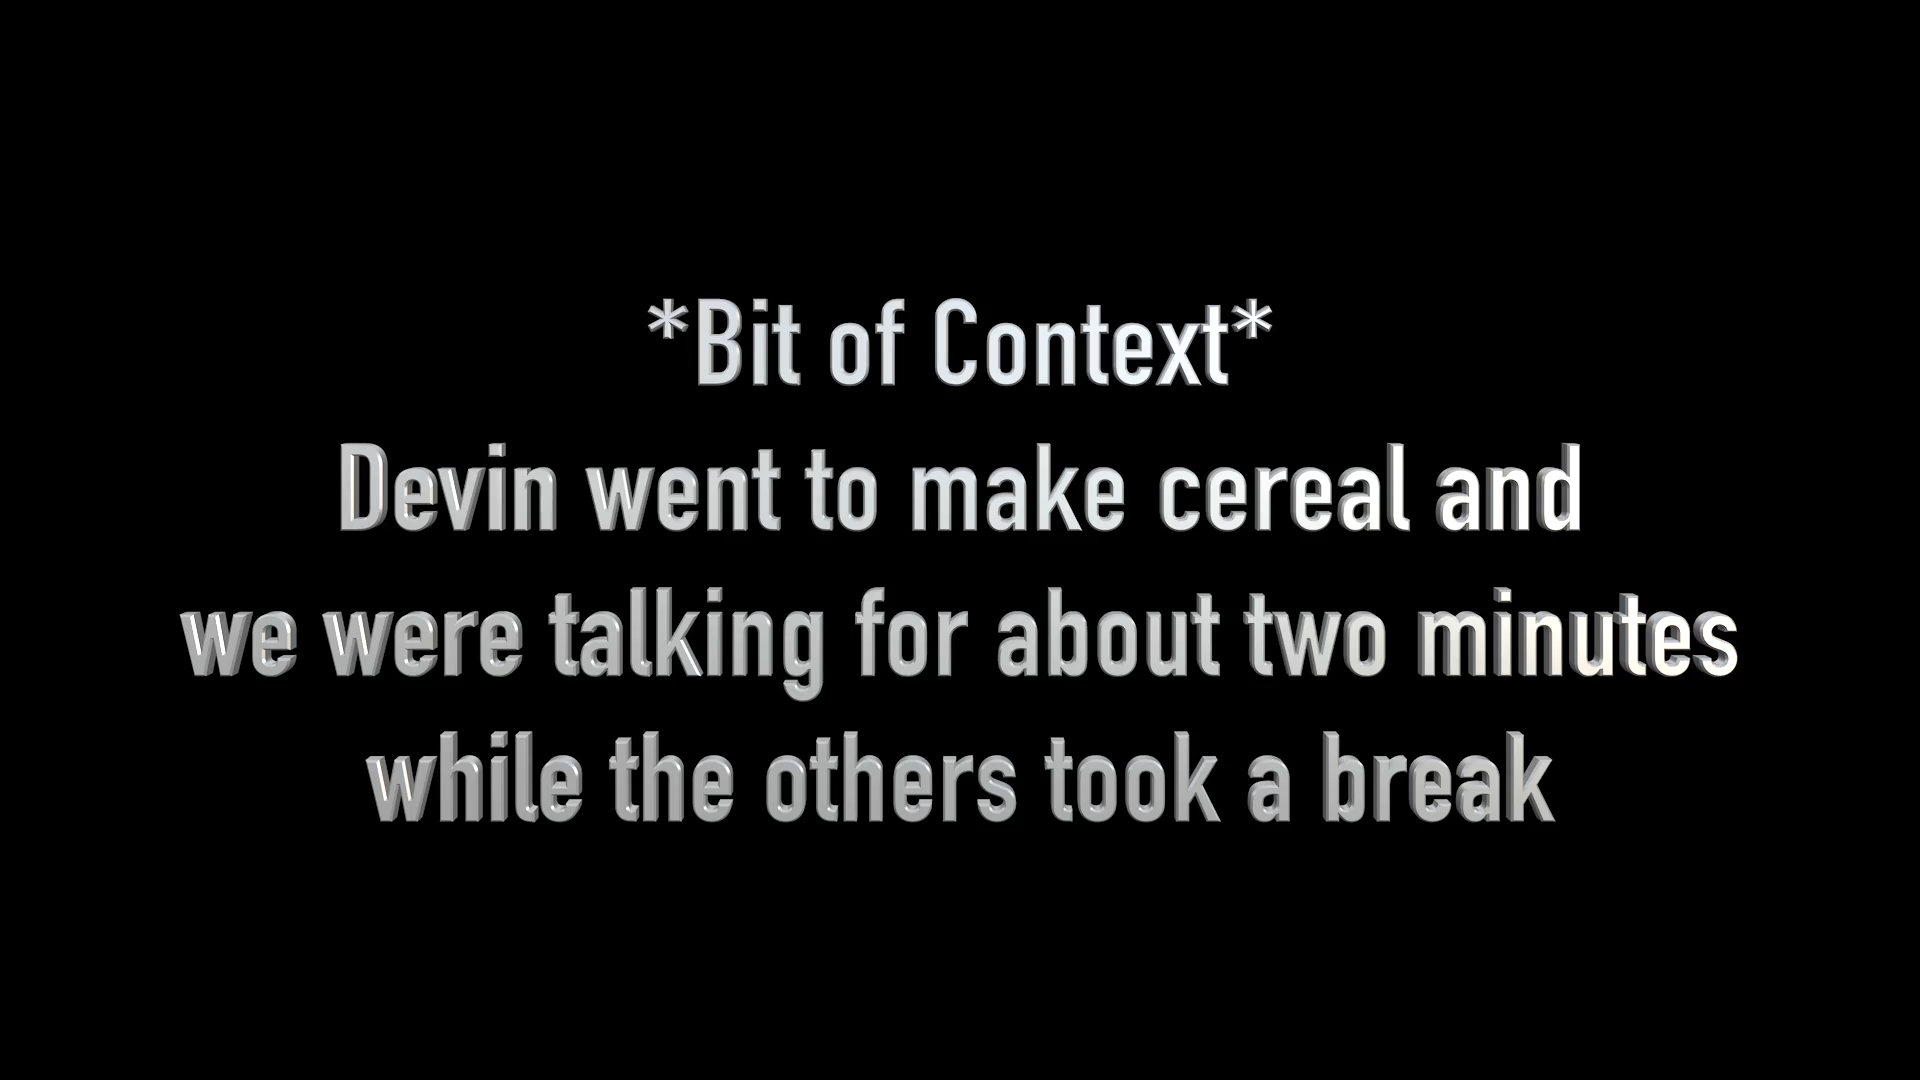 *Bit of Context*
Devin went to make cereal and
we were talking for about two minutes
while the others took a break